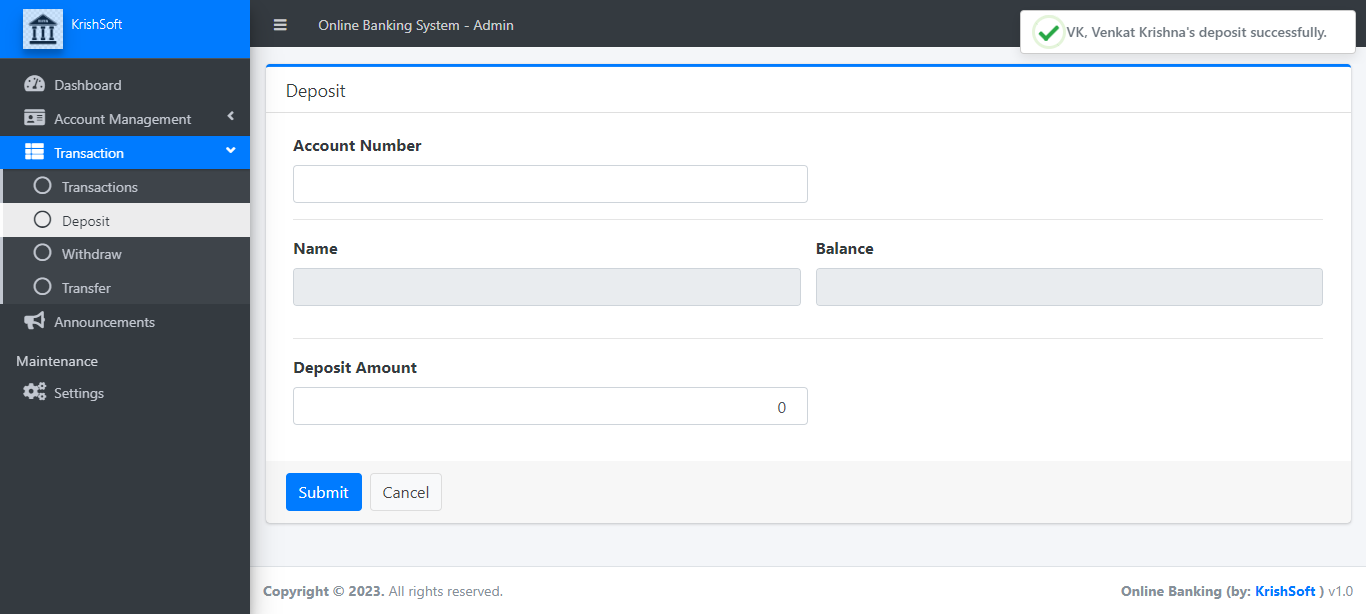 KrishSoft
Online Banking System - Admin
VK, Venkat Krishna's deposit successfully.
Dashboard
Account Management
Transaction
Transactions
Deposit
Withdraw
Transfer
Announcements
Maintenance
Settings
Deposit
Account Number
Name
Balance
Deposit Amount
0
Submit
Cancel
Copyright © 2023. All rights reserved.
Online Banking (by: KrishSoft ) v1.0